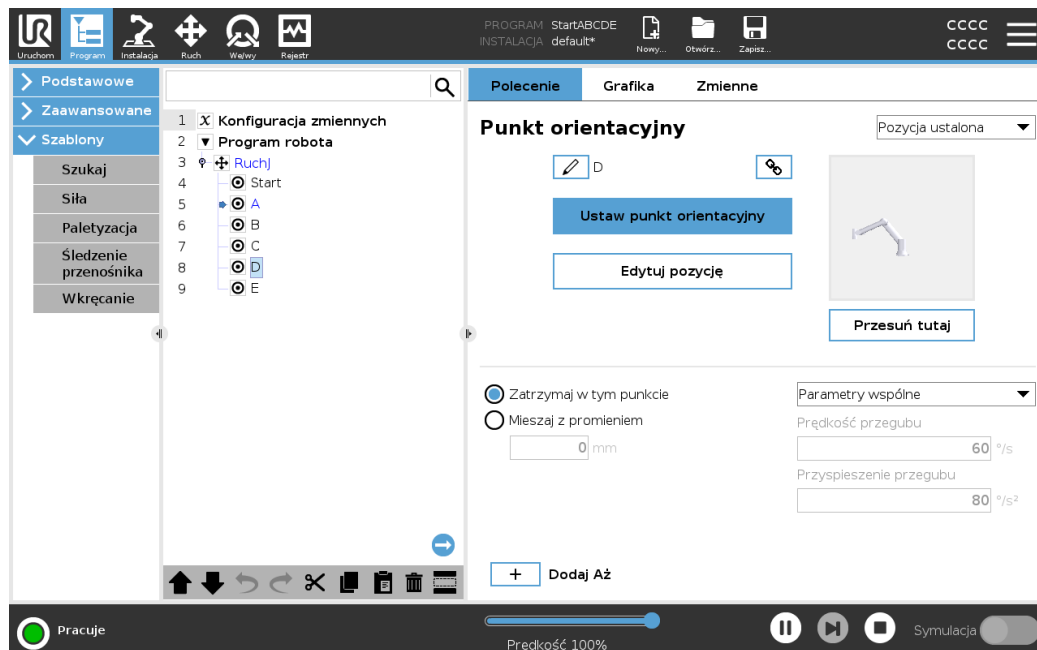 PROGRAM StartABCDE
INSTALACJA default*
CCCC
CCCC
Uruchom Program Instalacja Ruch We/wy Rejestr Nowy... Otwórz... Zapisz...
Podstawowe
Zaawansowane
Szablony
Szukaj
Siła
Paletyzacja
Śledzenie
przenośnika
Wkręcanie
1 X Konfiguracja zmiennych
2 Program robota
3 RuchJ
4 Start
5 A
6 B
7 C
8 D
9 E
Polecenie Grafika Zmienne
Punkt orientacyjny
Pozycja ustalona
D
Ustaw punkt orientacyjny
Edytuj pozycję
Przesuń tutaj
Zatrzymaj w tym punkcie
Mieszaj z promieniem
0 mm
Parametry wspólne
Prędkość przegubu
60 °/s
Przyspieszenie przegubu
80 °/s²
+ Dodaj Aż
Pracuje
Prędkość 100%
Symulacja